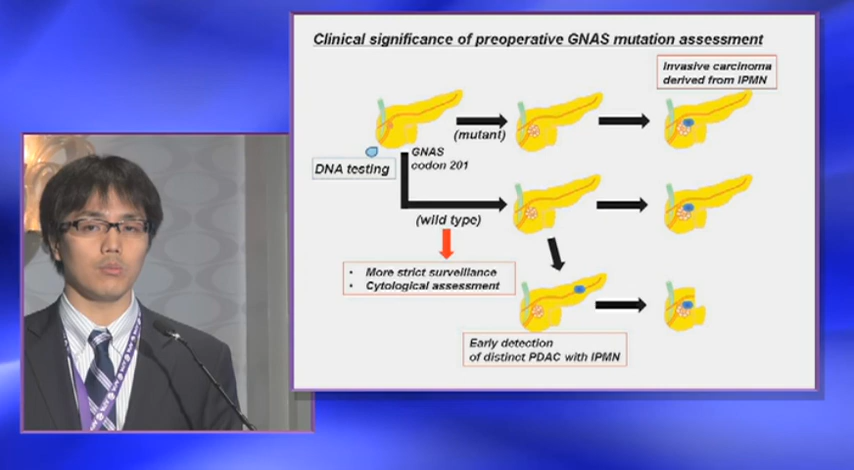 Clinical significance of preoperative GNAS mutation assessment
Invasive carcinoma
derived from IPMN
(mutant)
GNAS
codon 201
DNA testing
(wild type)
• More strict surveillance
• Cytological assessment
Early detection
of distinct PDAC with IPMN